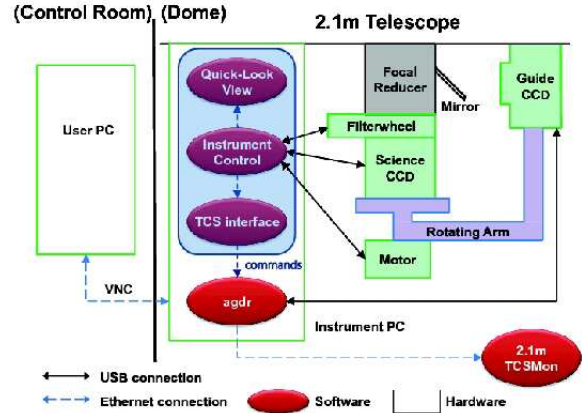 (Control Room) (Dome)
2.1m Telescope
Quick-Look
View
Focal
Reducer
Guide
CCD
Mirror
User PC
Filterwheel
Instrument
Control
Science
CCD
TCS interface
Rotating Arm
commands
Motor
VNC
agdr
Instrument PC
2.1m
TCSMon
USB connection
Ethernet connection
Software
Hardware